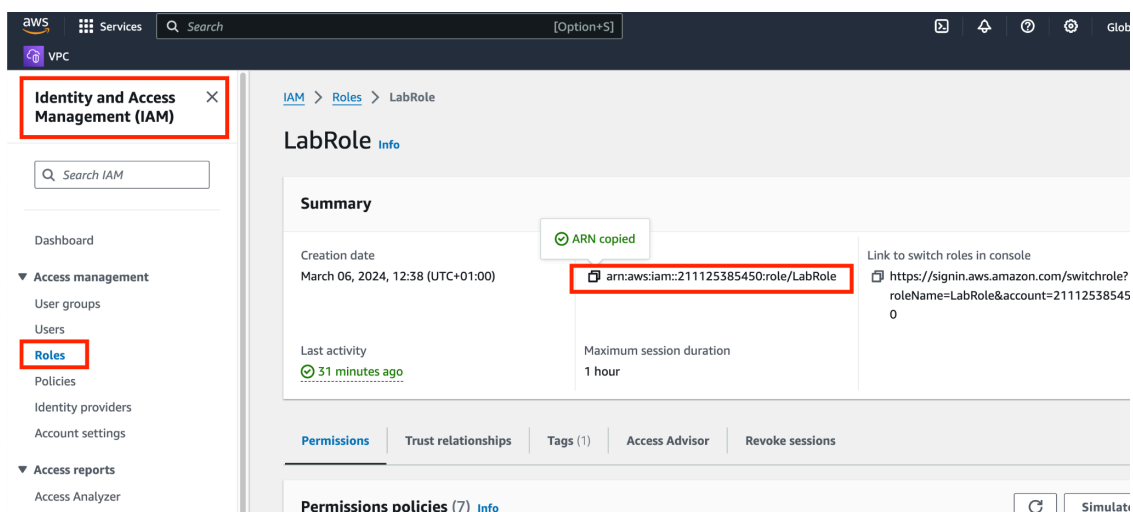 aws
Services
Search
[Option+S]
Glob
VPC
Identity and Access
Management (IAM)
Search IAM
Dashboard
Access management
User groups
Users
Roles
Policies
Identity providers
Account settings
Access reports
Access Analyzer
IAM > Roles > LabRole
LabRole Info
Summary
ARN copied
Creation date
March 06, 2024, 12:38 (UTC+01:00)
arn:aws:iam::211125385450:role/LabRole
Link to switch roles in console
https://signin.aws.amazon.com/switchrole?
roleName=LabRole&account=21112538545
0
Last activity
31 minutes ago
Maximum session duration
1 hour
Permissions
Trust relationships
Tags (1)
Access Advisor
Revoke sessions
Permissions policies (7) Info
Simulate